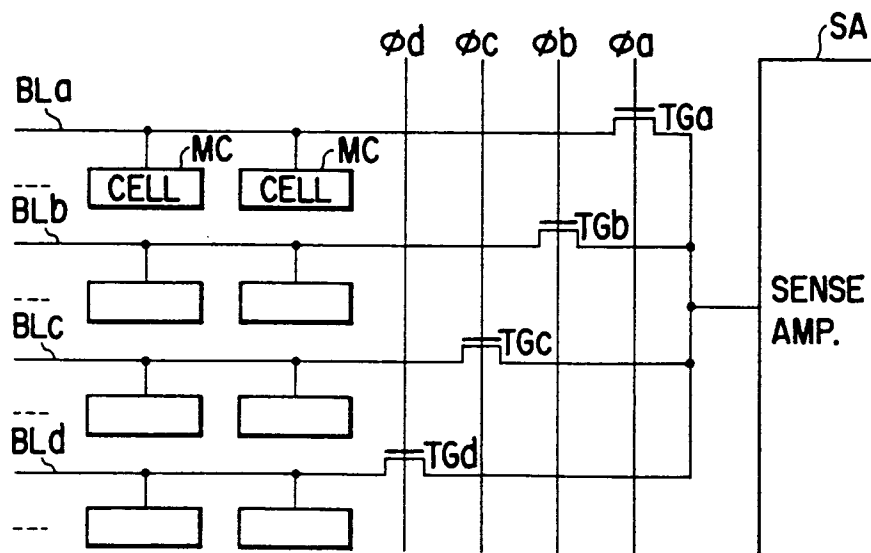 φd φc φb φa SA
BLa
TGa
MC MC
CELL CELL
BLb
TGb
SENSE
AMP.
BLc
TGc
BLd
TGd